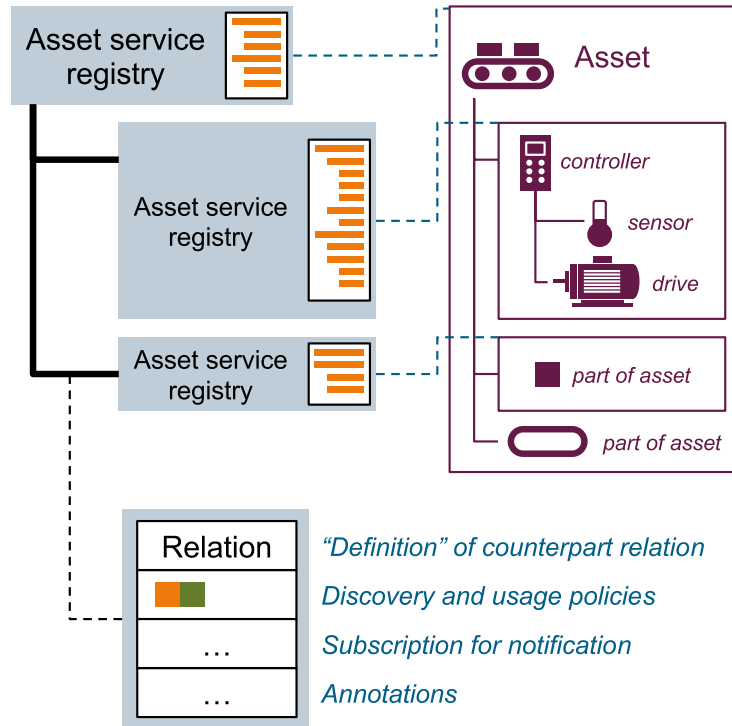 Asset service
registry
Asset
Asset service
registry
controller
sensor
drive
Asset service
registry
part of asset
part of asset
Relation
“Definition” of counterpart relation
Discovery and usage policies
…
Subscription for notification
…
Annotations